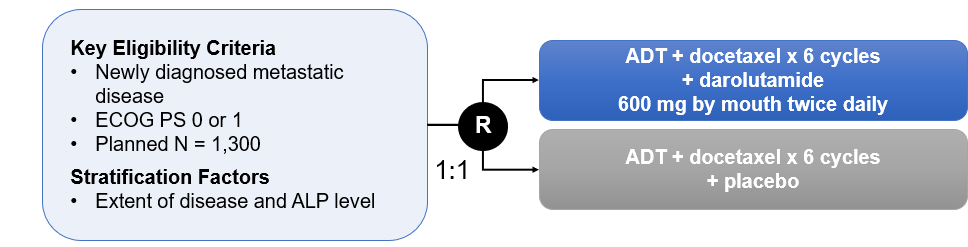 Key Eligibility Criteria
• Newly diagnosed metastatic
disease
• ECOG PS 0 or 1
• Planned N = 1,300
Stratification Factors
• Extent of disease and ALP level
R
1:1
ADT + docetaxel x 6 cycles
+ darolutamide
600 mg by mouth twice daily
ADT + docetaxel x 6 cycles
+ placebo